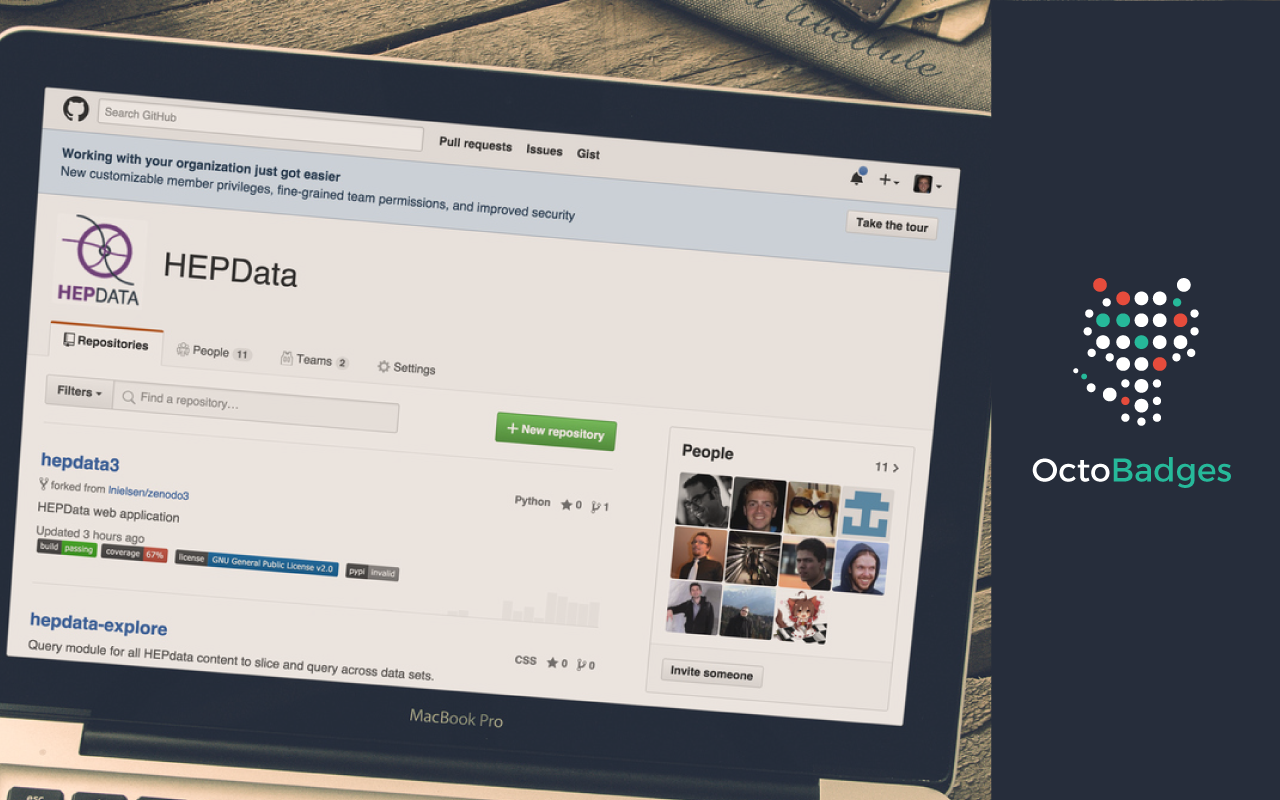 libellule
Search GitHub
Pull requests Issues Gist
Working with your organization just got easier
New customizable member privileges, fine-grained team permissions, and improved security
Take the tour
HEPDATA
HEPData
Repositories People 11 Teams 2 Settings
Filters Find a repository…
+ New repository
hepdata3
forked from lnielsen/zenodo3
HEPData web application
Updated 3 hours ago
build passing coverage 67% license GNU General Public License v2.0 pypi invalid
Python 0 1
hepdata-explore
Query module for all HEPdata content to slice and query across data sets.
CSS 0 0
People 11
Invite someone
MacBook Pro
esc
OctoBadges